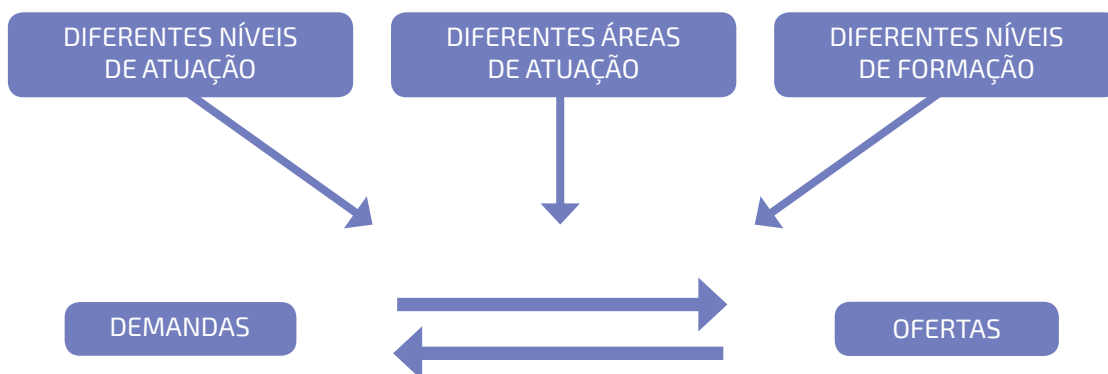 DIFERENTES NÍVEIS
DE ATUAÇÃO
DIFERENTES ÁREAS
DE ATUAÇÃO
DIFERENTES NÍVEIS
DE FORMAÇÃO
DEMANDAS
OFERTAS